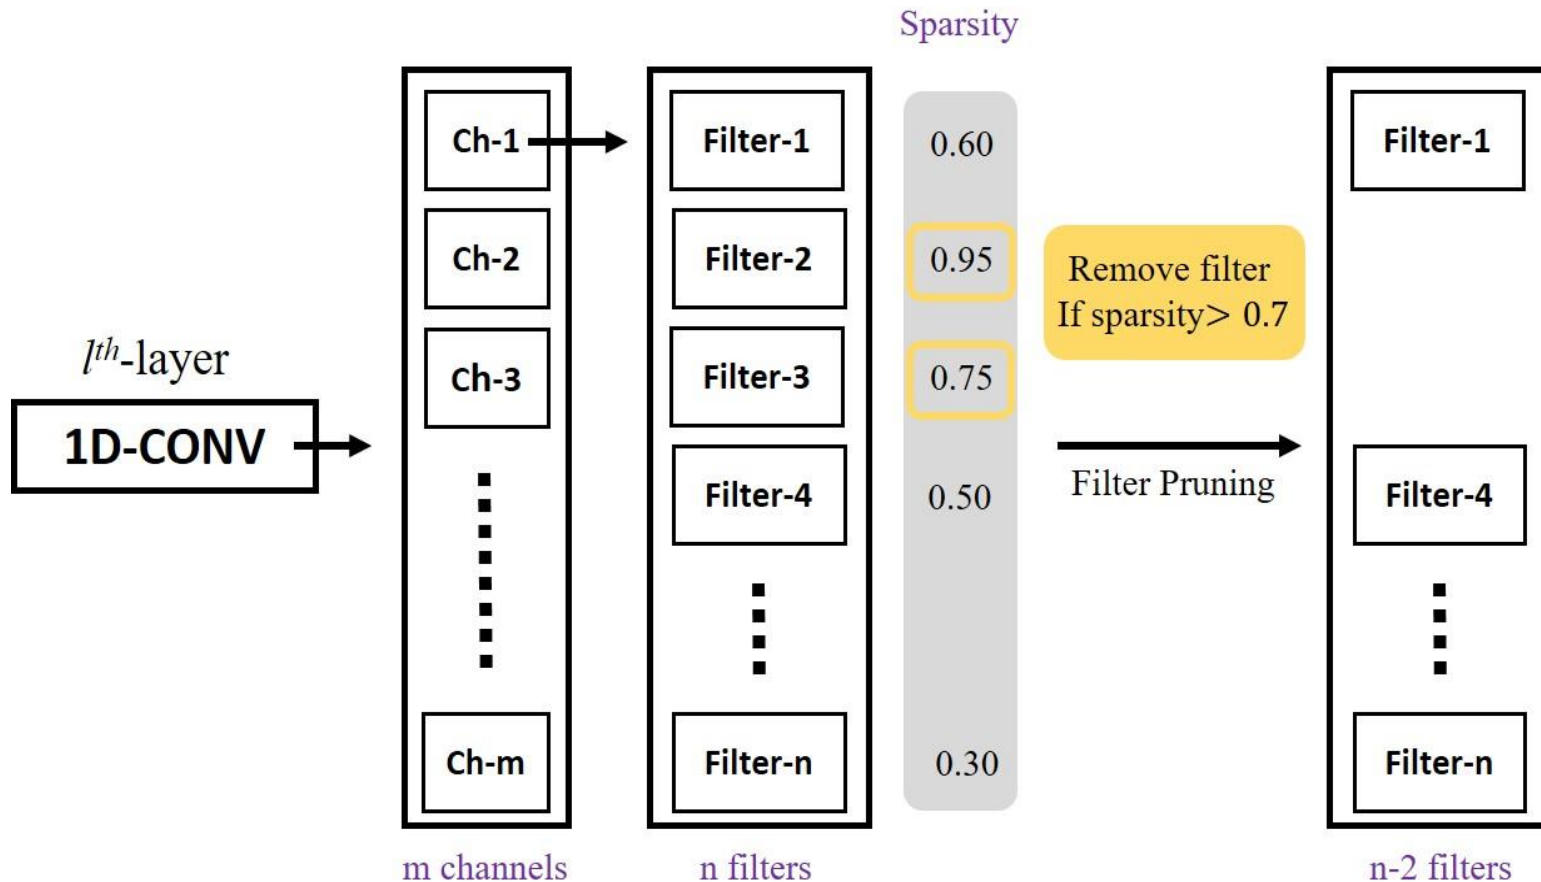 Sparsity
l^th-layer
1D-CONV
Ch-1
Ch-2
Ch-3
Ch-m
m channels
Filter-1
Filter-2
Filter-3
Filter-4
Filter-n
n filters
0.60
0.95
0.75
0.50
0.30
Remove filter
If sparsity> 0.7
Filter Pruning
Filter-1
Filter-4
Filter-n
n-2 filters